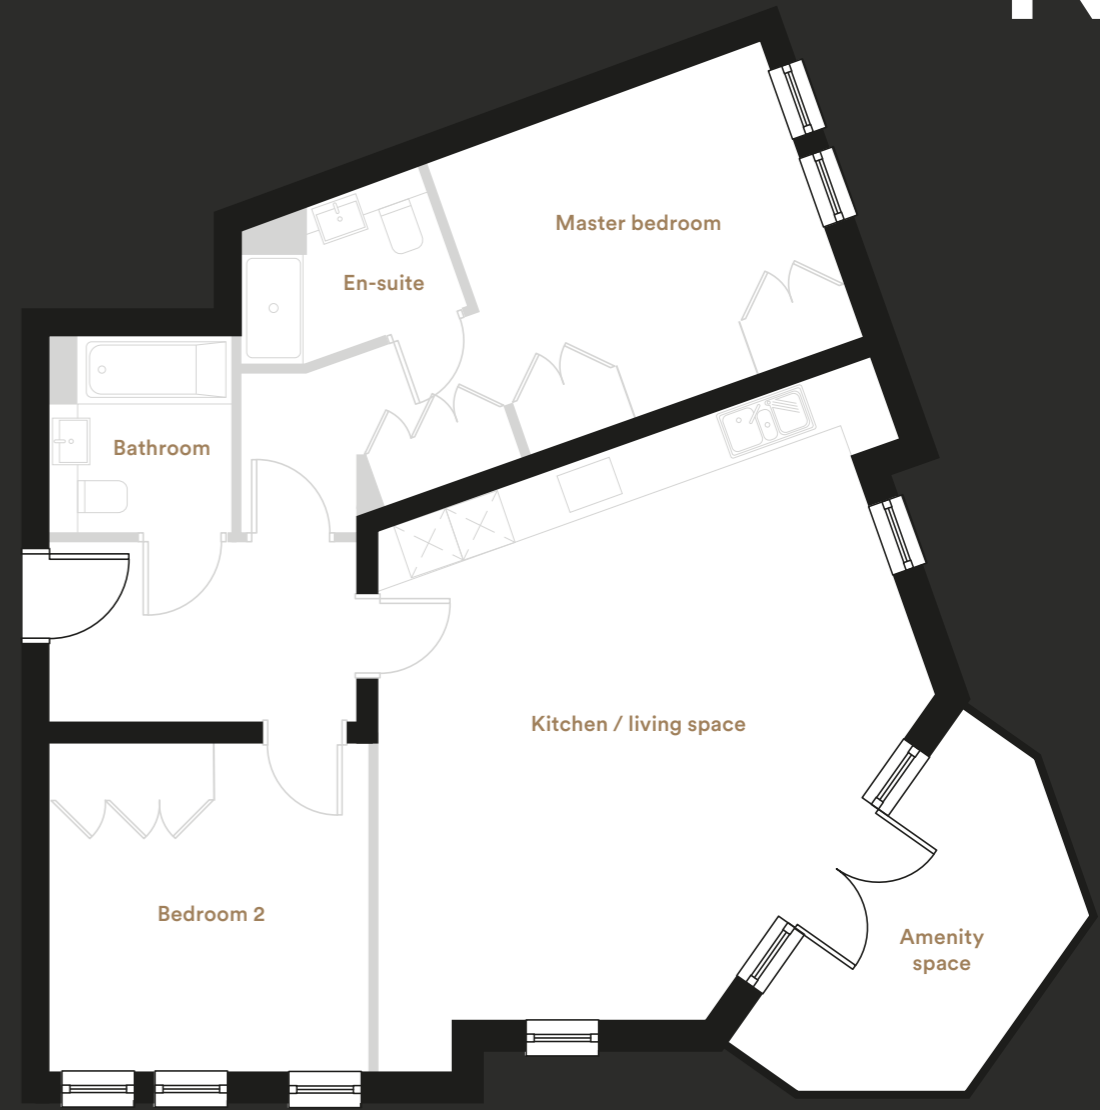 Master bedroom
En-suite
Bathroom
Kitchen / living space
Bedroom 2
Amenity
space